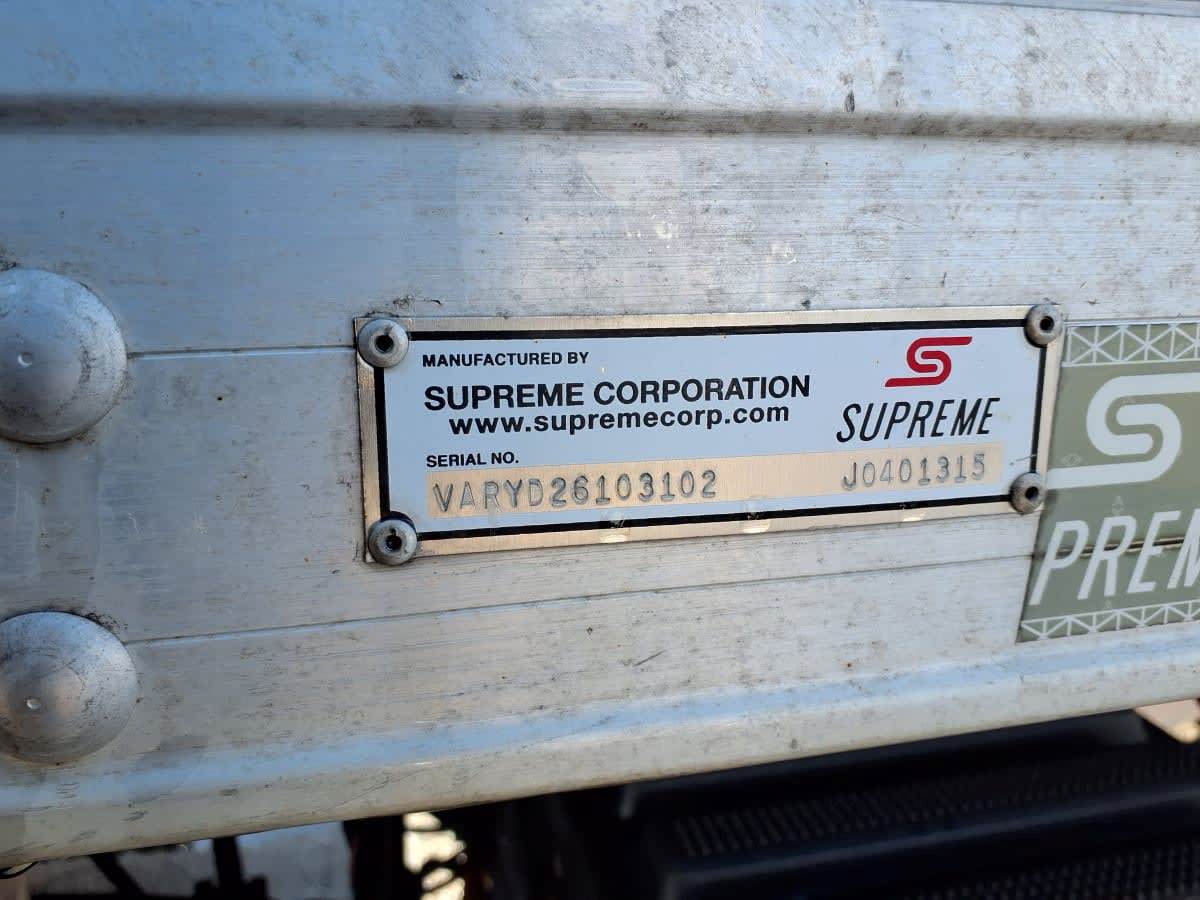 MANUFACTURED BY
SUPREME CORPORATION
www.supremecorp.com
SUPREME
SERIAL NO.
VARYD26103102 J0401315
PREM